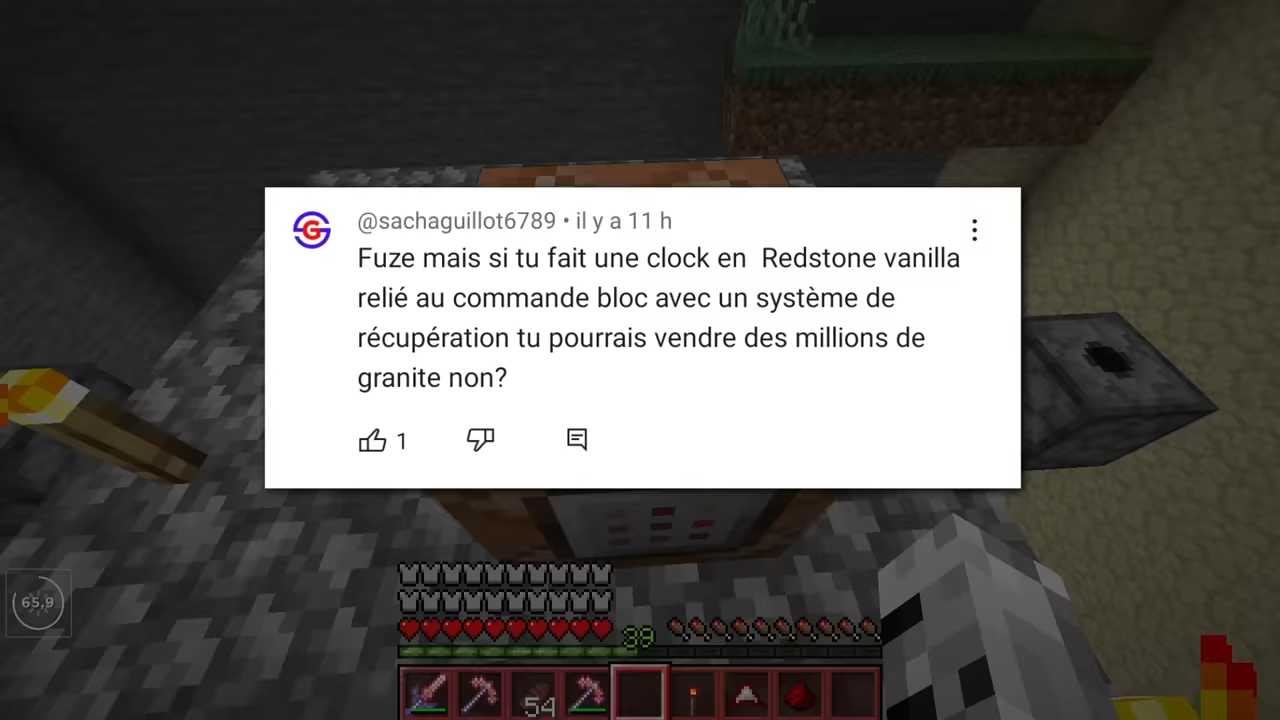 @sachaguillot6789 • il y a 11 h
Fuze mais si tu fait une clock en  Redstone vanilla
relié au commande bloc avec un système de
récupération tu pourrais vendre des millions de
granite non?
1
65,9
39
54